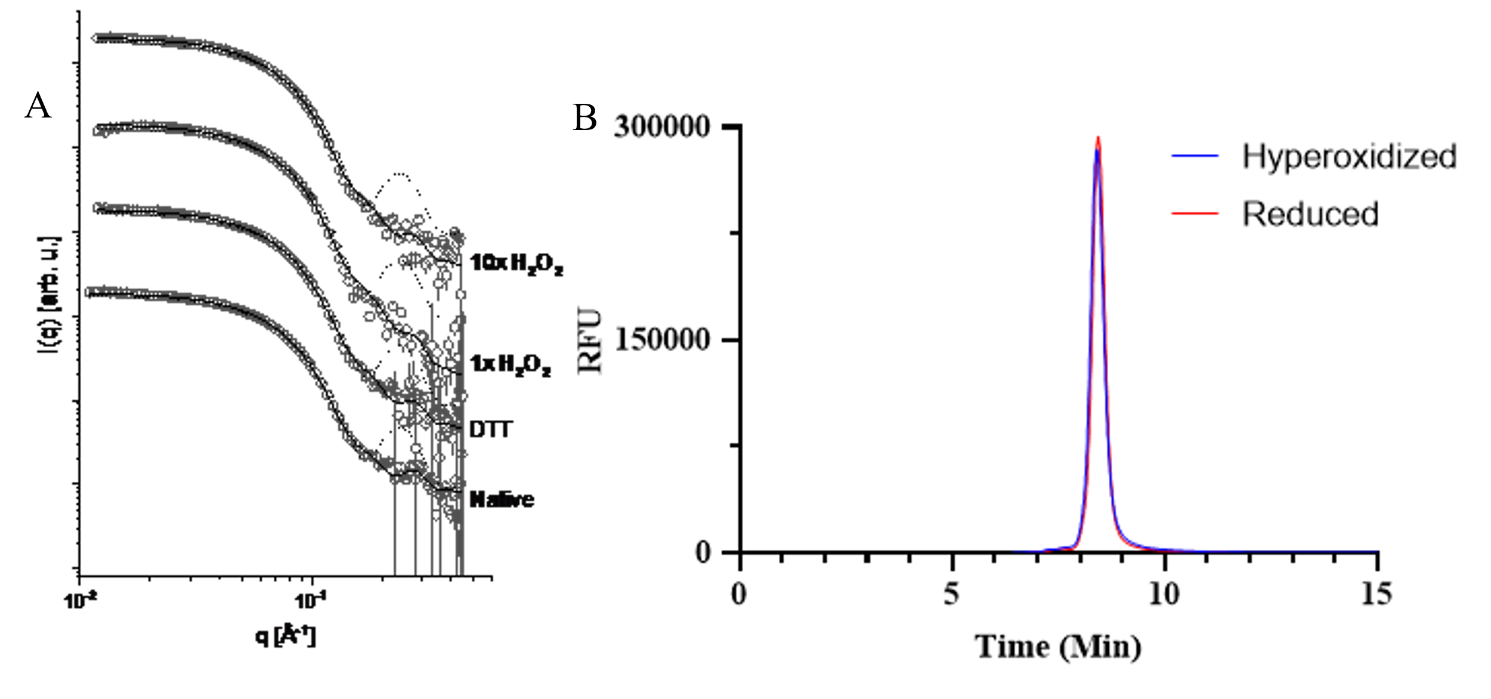 A
I(q) [arb. u.]
10x H₂O₂
1x H₂O₂
DTT
Native
10⁻²
10⁻¹
q [Å⁻¹]
B
300000
150000
0
RFU
Hyperoxidized
Reduced
0
5
10
15
Time (Min)